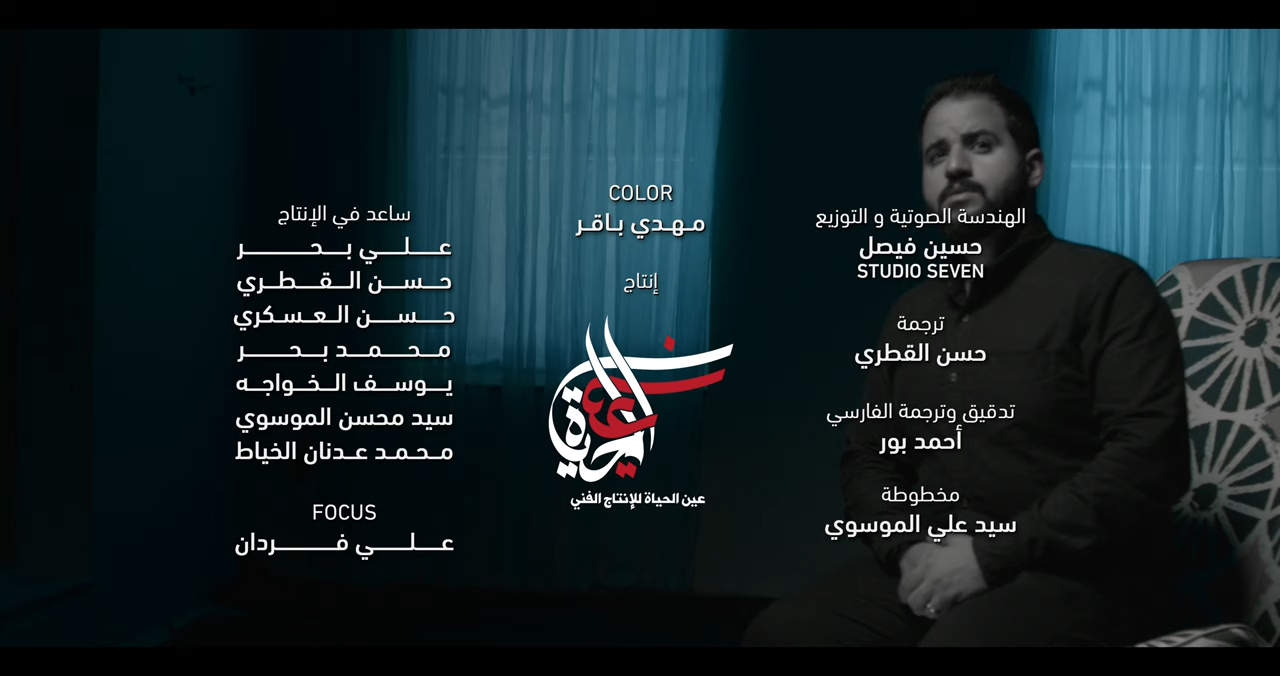 الهندسة الصوتية و التوزيع
حسين فيصل
STUDIO SEVEN
ترجمة
حسن القطري
تدقيق وترجمة الفارسي
أحمد بور
مخطوطة
سيد علي الموسوي
COLOR
مهدي باقر
إنتاج
عين الحياة
عين الحياة للإنتاج الفني
ساعد في الإنتاج
علي بحر
حسن القطري
حسن العسكري
محمد بحر
يوسف الخواجه
سيد محسن الموسوي
محمد عدنان الخياط
FOCUS
علي فردان